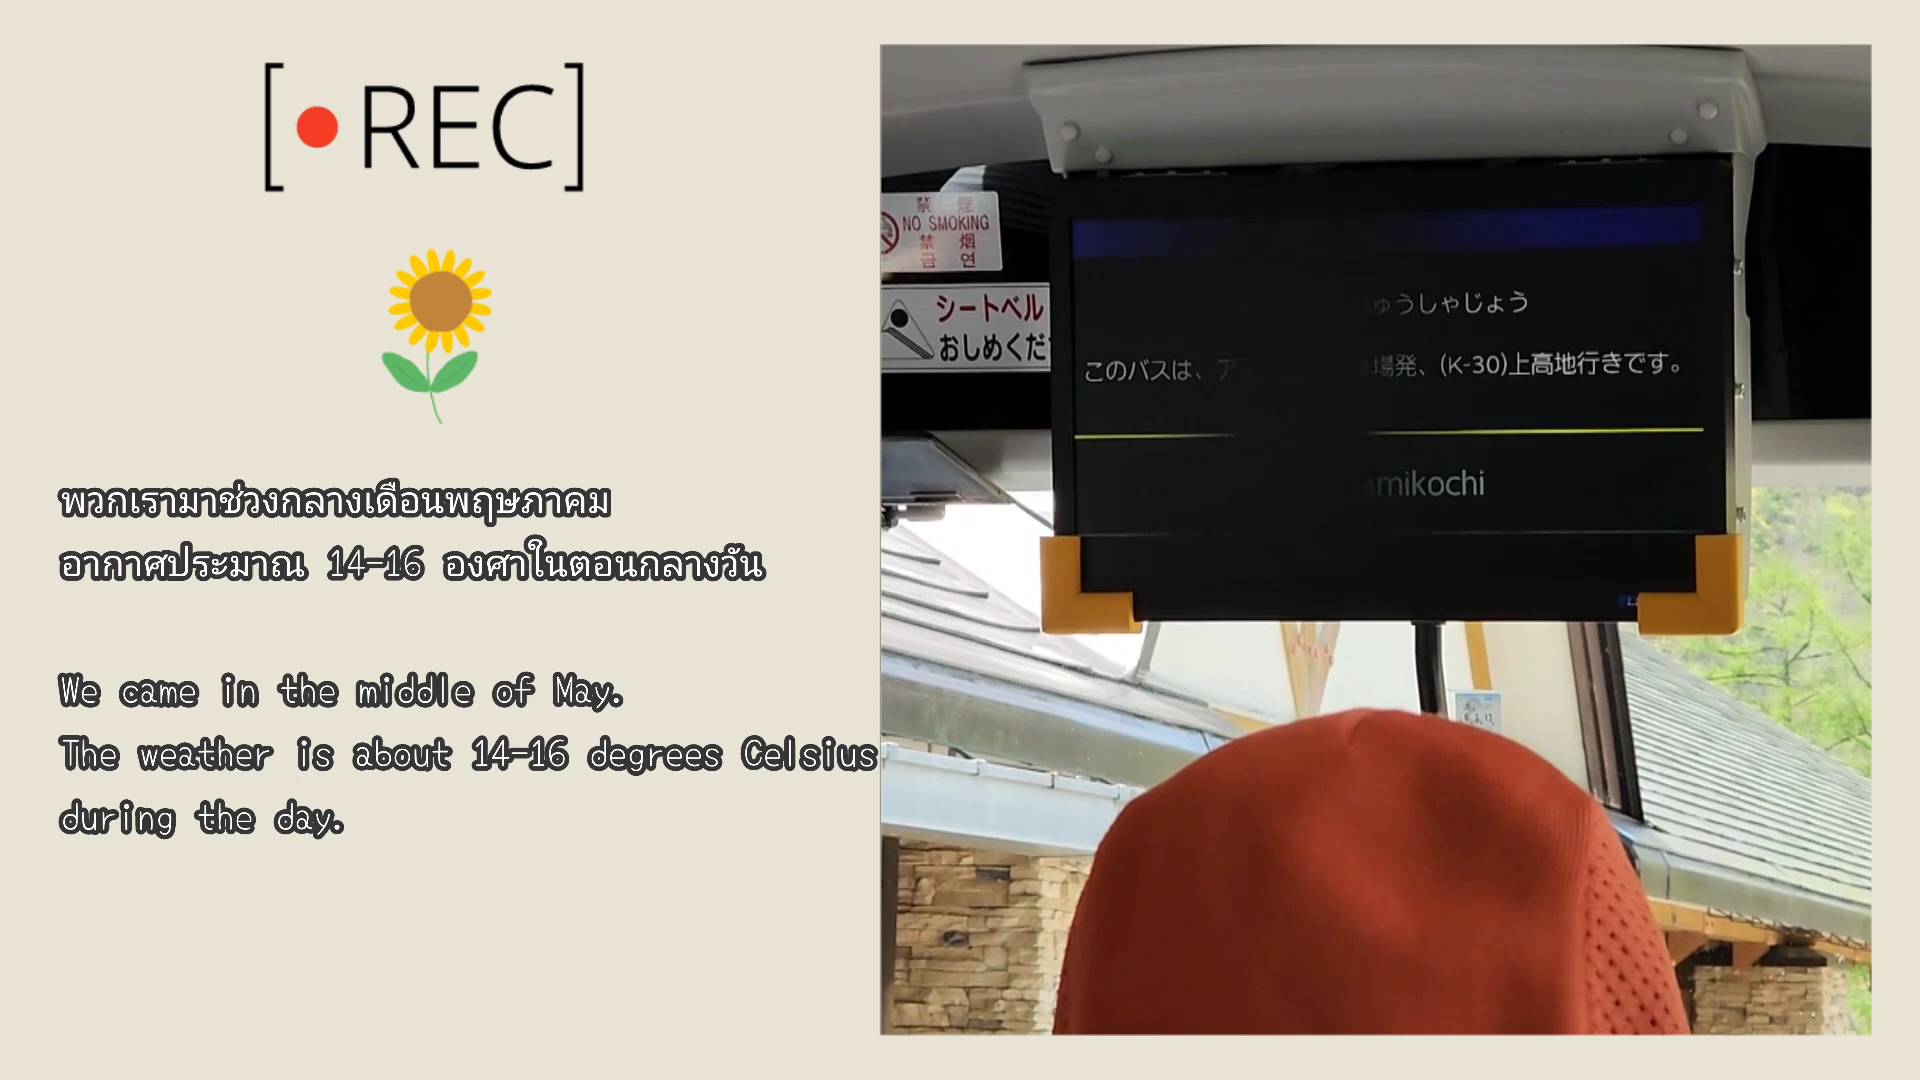 [●REC]
พวกเรามาช่วงกลางเดือนพฤษภาคม
อากาศประมาณ 14-16 องศาในตอนกลางวัน
We came in the middle of May.
The weather is about 14-16 degrees Celsius
during the day.
禁 煙
NO SMOKING
禁 烟
금 연
シートベル
おしめくだ
ゅうしゃじょう
このバスは、ア 場発、(K-30)上高地行きです。
mikochi